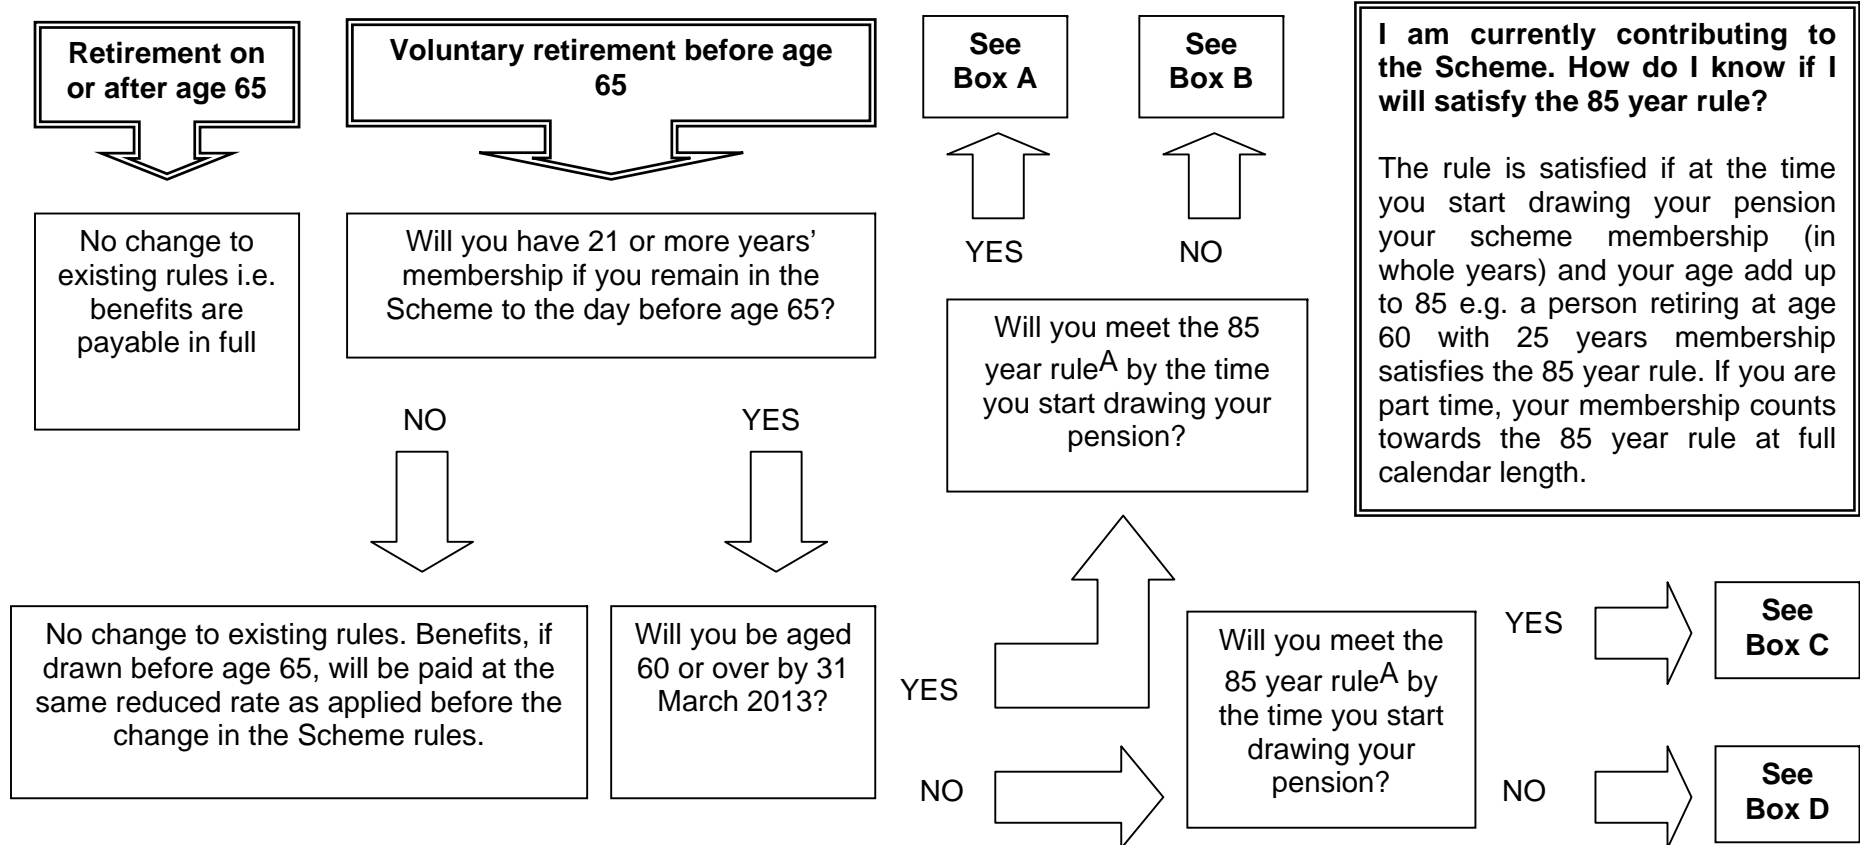 Retirement on
or after age 65
Voluntary retirement before age
65
See
Box A
See
Box B
I am currently contributing to
the Scheme. How do I know if I
will satisfy the 85 year rule?
The rule is satisfied if at the time
you start drawing your pension
your scheme membership (in
whole years) and your age add up
to 85 e.g. a person retiring at age
60 with 25 years membership
satisfies the 85 year rule. If you are
part time, your membership counts
towards the 85 year rule at full
calendar length.
No change to
existing rules i.e.
benefits are
payable in full
Will you have 21 or more years’
membership if you remain in the
Scheme to the day before age 65?
YES
NO
Will you meet the 85
year ruleA by the time
you start drawing your
pension?
NO
YES
No change to existing rules. Benefits, if
drawn before age 65, will be paid at the
same reduced rate as applied before the
change in the Scheme rules.
Will you be aged
60 or over by 31
March 2013?
YES
NO
Will you meet the
85 year ruleA by
the time you start
drawing your
pension?
YES
See
Box C
NO
See
Box D